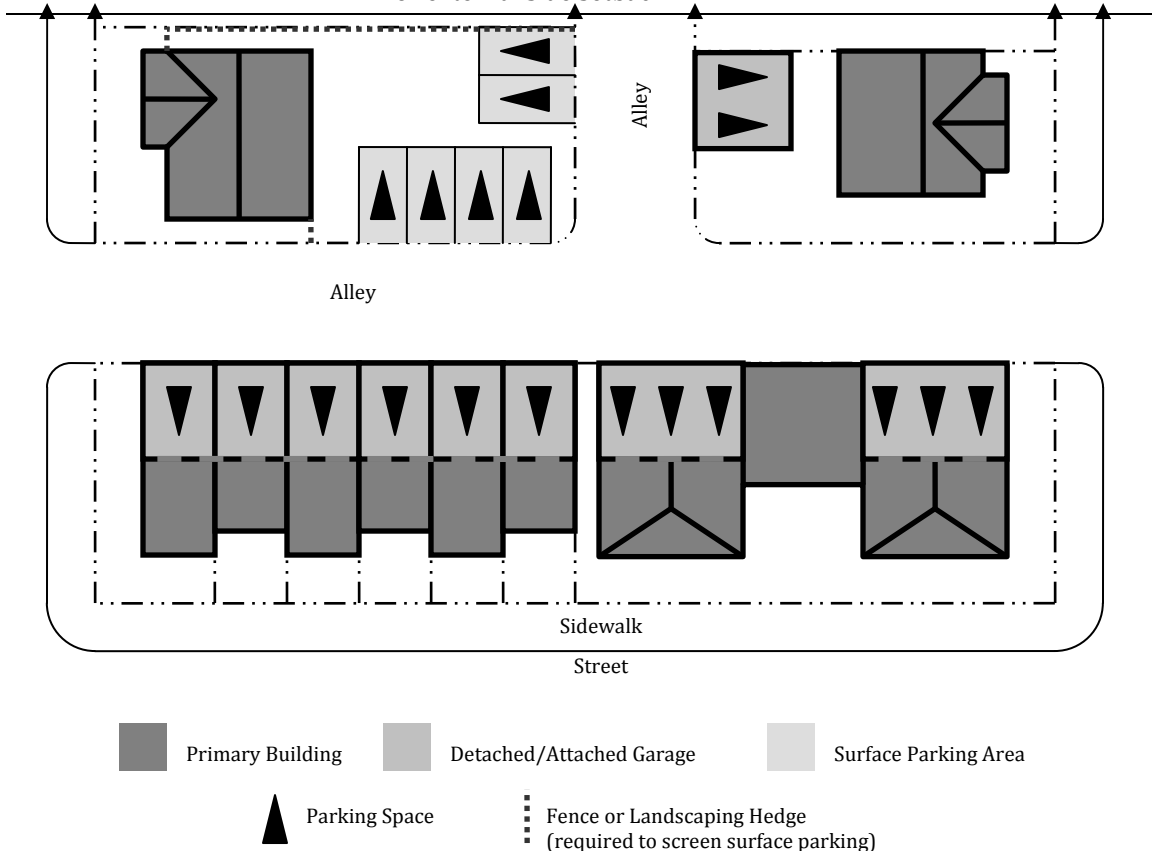 Alley
Alley
Sidewalk
Street
Primary Building
Detached/Attached Garage
Surface Parking Area
Parking Space
Fence or Landscaping Hedge
(required to screen surface parking)